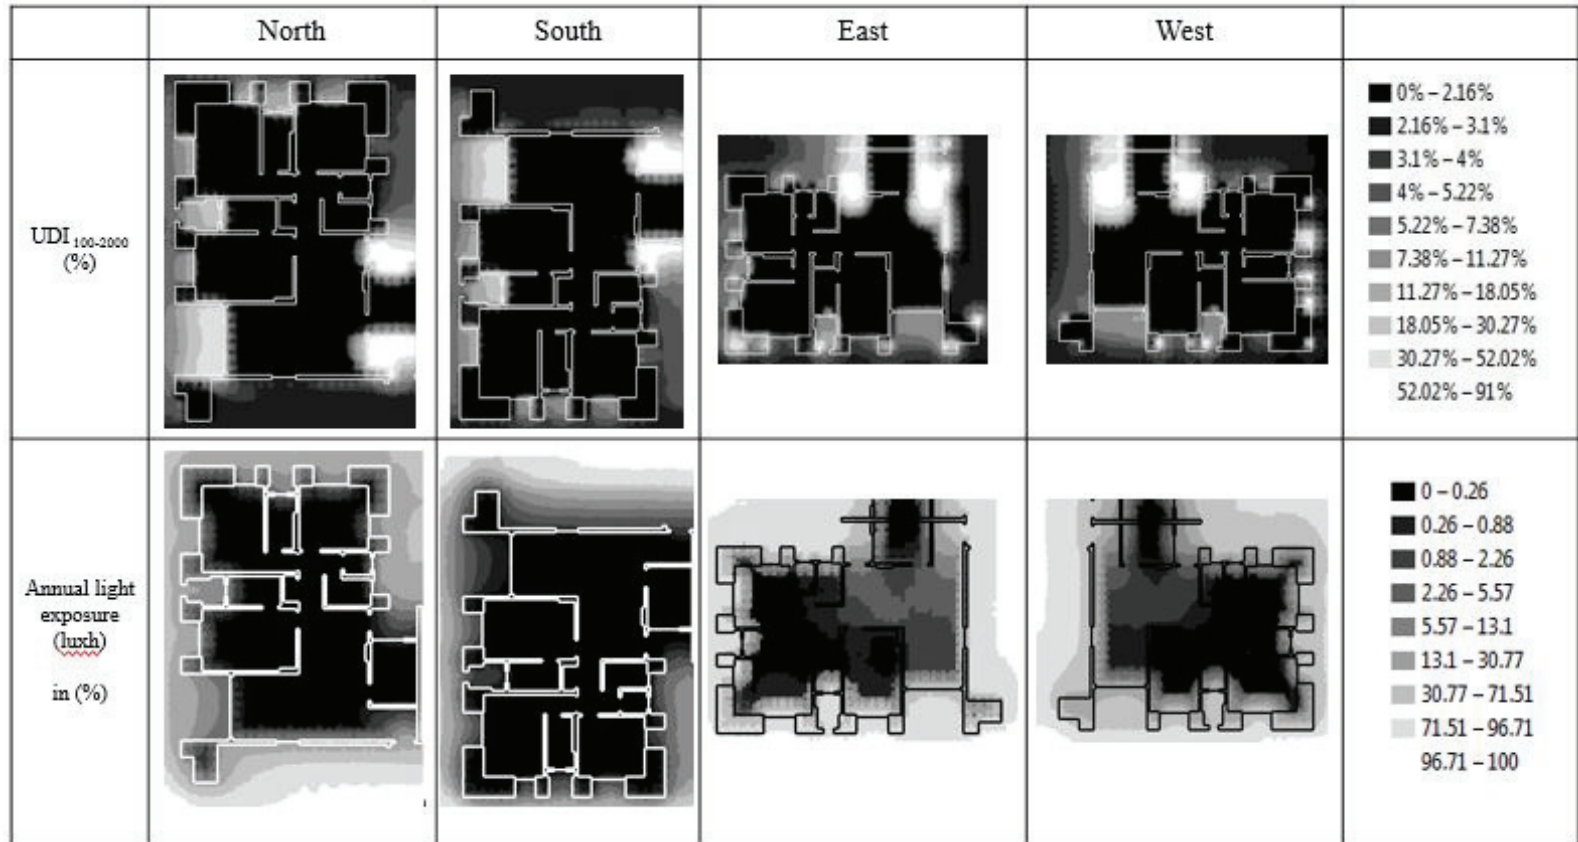 North South East West
UDI 100-2000
(%)
0% – 2.16%
2.16% – 3.1%
3.1% – 4%
4% – 5.22%
5.22% – 7.38%
7.38% – 11.27%
11.27% – 18.05%
18.05% – 30.27%
30.27% – 52.02%
52.02% – 91%
Annual light
exposure
(luxh)
in (%)
0 – 0.26
0.26 – 0.88
0.88 – 2.26
2.26 – 5.57
5.57 – 13.1
13.1 – 30.77
30.77 – 71.51
71.51 – 96.71
96.71 – 100